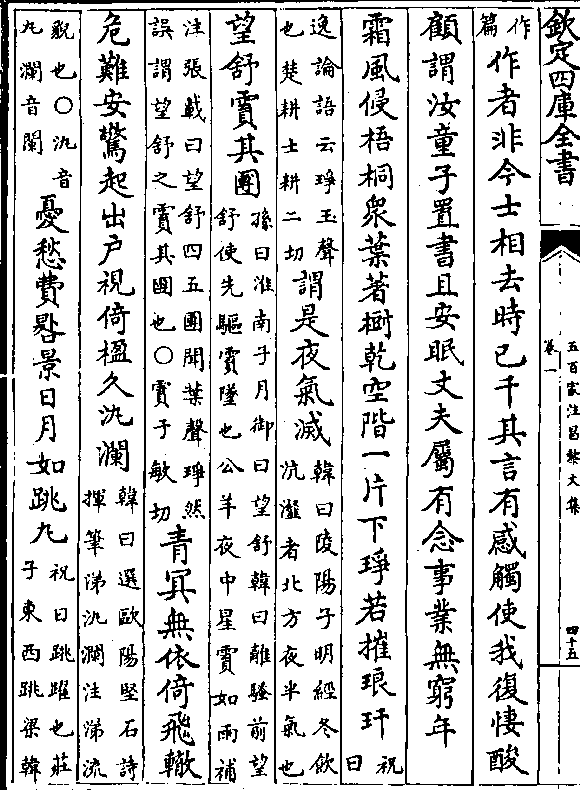 欽定四庫全書
卷一
五百家注昌黎文集
四十五
作
篇
作者非今士相去時已千其言有感觸使我復悽酸
顧謂汝童子置書且安眠丈夫屬有念事業無窮年
霜風侵梧桐衆葉著樹乾空階一片下琤若摧琅玕
祝
曰
逸論語云琤玉聲
也楚耕士耕二切
謂是夜氣滅
韓曰陵陽子明經冬飲
沆瀣者北方夜半氣也
望舒霣其團
孫曰淮南子月御曰望舒韓曰離騷前望
舒使先驅霣墜也公羊夜中星霣如雨補
注張載曰望舒四五團聞葉聲琤然
誤謂望舒之霣其圓也○霣子敏切
青冥無依倚飛轍
危難安驚起出户視倚楹久汍瀾
韓曰選歐陽堅石詩
揮筆涕汍瀾注涕流
貌也○汍音
丸瀾音闌
憂愁費晷景日月如跳丸
祝曰跳躍也莊
子東西跳梁韓